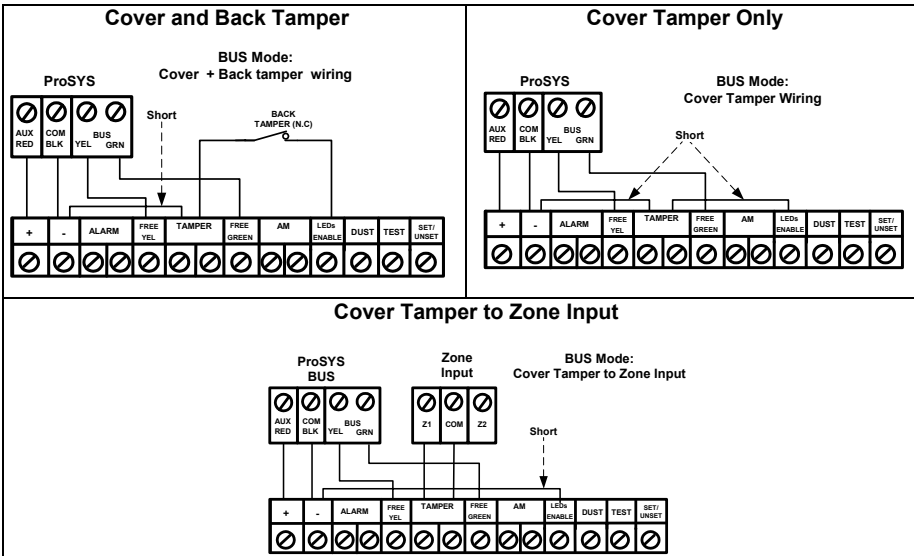 Cover and Back Tamper
BUS Mode:
Cover + Back tamper wiring
ProSYS
AUX
RED
COM
BLK
BUS
YEL
GRN
Short
BACK
TAMPER (N.C)
+
-
ALARM
FREE
YEL
TAMPER
FREE
GREEN
AM
LEDs
ENABLE
DUST
TEST
SET/
UNSET
Cover Tamper Only
BUS Mode:
Cover Tamper Wiring
ProSYS
AUX
RED
COM
BLK
BUS
YEL
GRN
Short
+
-
ALARM
FREE
YEL
TAMPER
FREE
GREEN
AM
LEDs
ENABLE
DUST
TEST
SET/
UNSET
Cover Tamper to Zone Input
ProSYS
BUS
Zone
Input
BUS Mode:
Cover Tamper to Zone Input
AUX
RED
COM
BLK
YEL
BUS
GRN
Z1
COM
Z2
Short
+
-
ALARM
FREE
YEL
TAMPER
FREE
GREEN
AM
LEDs
ENABLE
DUST
TEST
SET/
UNSET